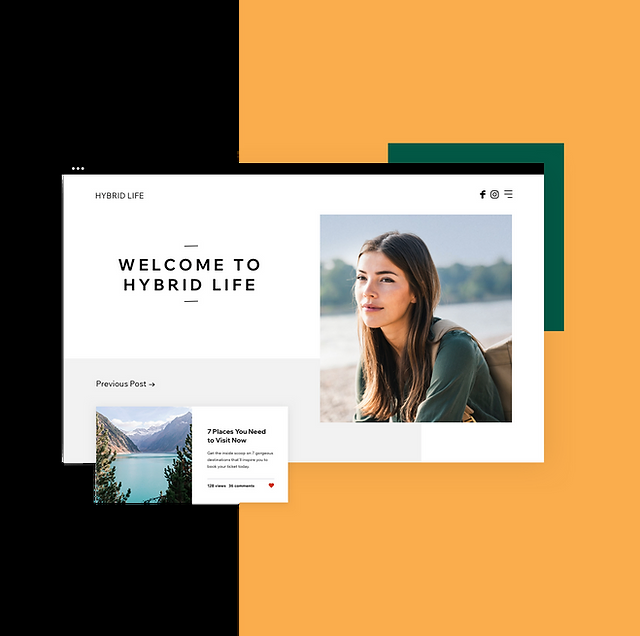 HYBRID LIFE
WELCOME TO
HYBRID LIFE
Previous Post →
7 Places You Need
to Visit Now
Get the inside scoop on 7 gorgeous
destinations that'll inspire you to
book your ticket today.
128 views 36 comments